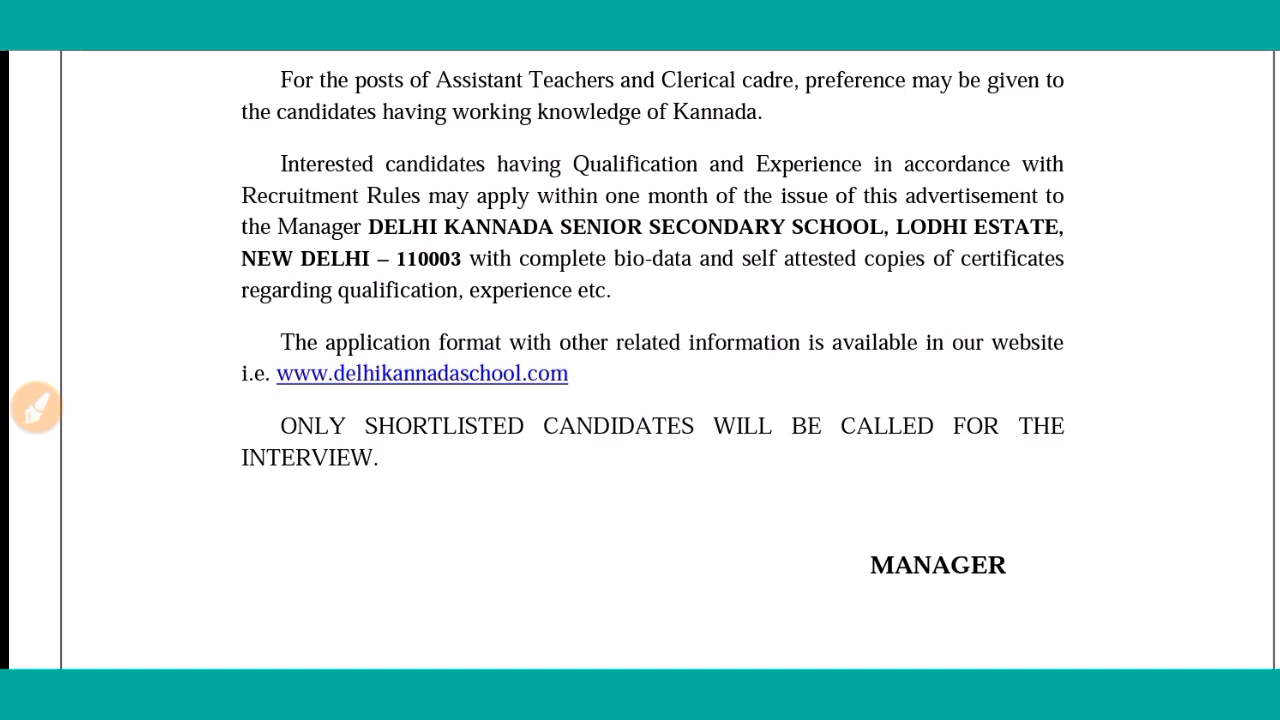 For the posts of Assistant Teachers and Clerical cadre, preference may be given to
the candidates having working knowledge of Kannada.
Interested candidates having Qualification and Experience in accordance with
Recruitment Rules may apply within one month of the issue of this advertisement to
the Manager DELHI KANNADA SENIOR SECONDARY SCHOOL, LODHI ESTATE,
NEW DELHI – 110003 with complete bio-data and self attested copies of certificates
regarding qualification, experience etc.
The application format with other related information is available in our website
i.e. www.delhikannadaschool.com
ONLY SHORTLISTED CANDIDATES WILL BE CALLED FOR THE
INTERVIEW.
MANAGER